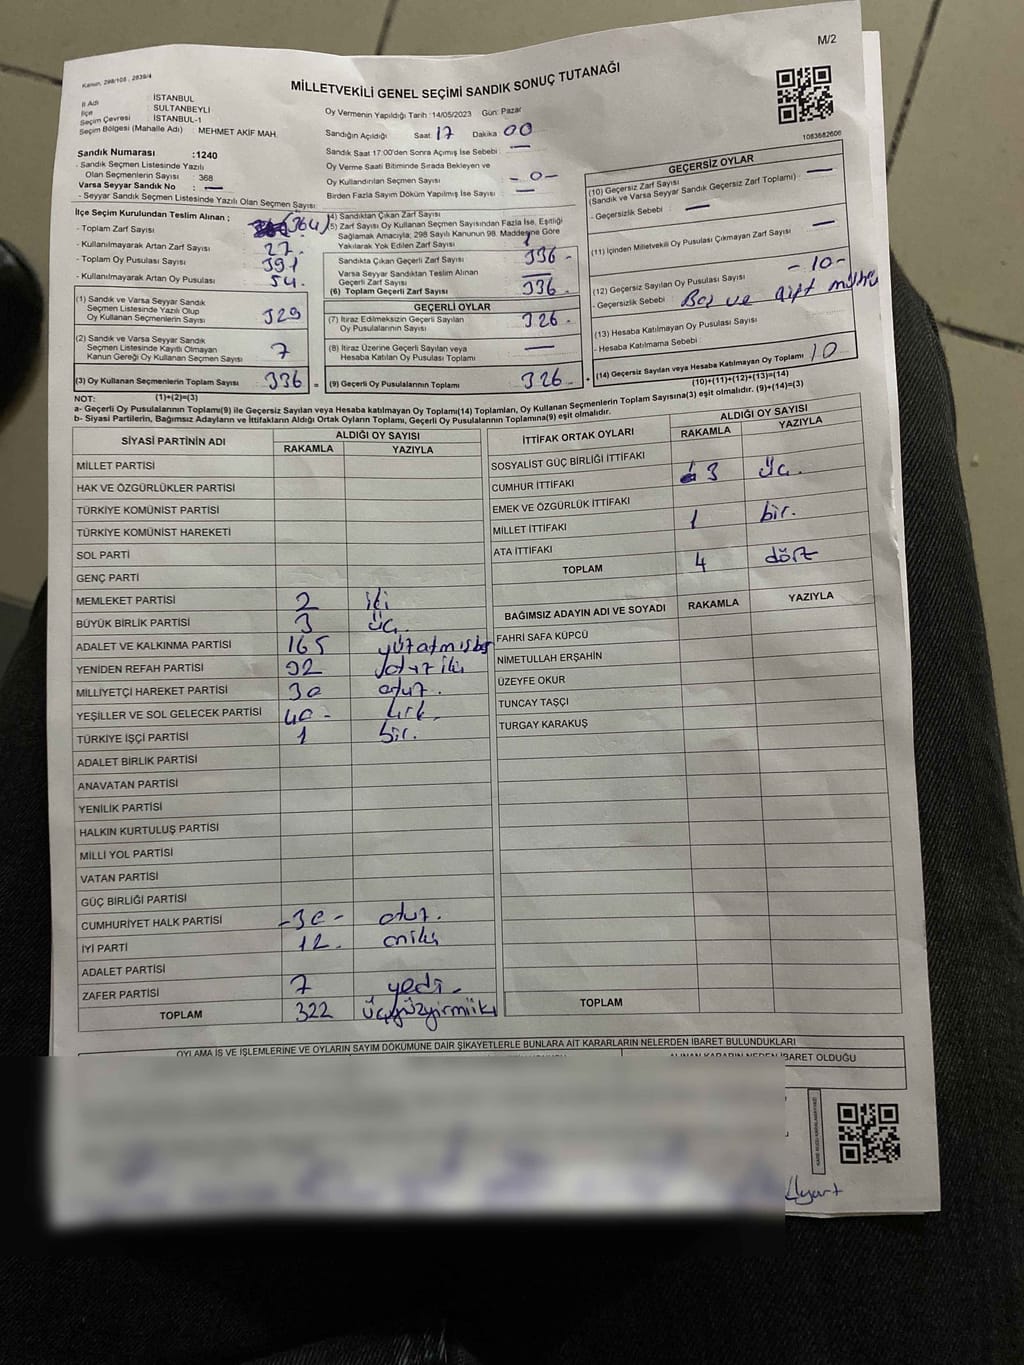 M/2
Kanun, 298/105 , 2839/4
MİLLETVEKİLİ GENEL SEÇİMİ SANDIK SONUÇ TUTANAĞI
İl Adı : İSTANBUL
İlçe : SULTANBEYLİ
Seçim Çevresi : İSTANBUL-1
Seçim Bölgesi (Mahalle Adı) : MEHMET AKİF MAH.
Oy Vermenin Yapıldığı Tarih :14/05/2023 Gün: Pazar
Sandığın Açıldığı Saat: 17 Dakika : 00
Sandık Saat 17:00'den Sonra Açımış İse Sebebi : —
Oy Verme Saati Bitiminde Sırada Bekleyen ve
Oy Kullandırılan Seçmen Sayısı : - 0 -
Birden Fazla Sayım Döküm Yapılmış İse Sayısı : —
1083682606
Sandık Numarası :1240
- Sandık Seçmen Listesinde Yazılı
Olan Seçmenlerin Sayısı : 368
Varsa Seyyar Sandık No : —
- Seyyar Sandık Seçmen Listesinde Yazılı Olan Seçmen Sayısı:
İlçe Seçim Kurulundan Teslim Alınan ;
- Toplam Zarf Sayısı : (364)
- Kullanılmayarak Artan Zarf Sayısı : 27.
- Toplam Oy Pusulası Sayısı : 391
- Kullanılmayarak Artan Oy Pusulası : 54.
(1) Sandık ve Varsa Seyyar Sandık
Seçmen Listesinde Yazılı Olup
Oy Kullanan Seçmenlerin Sayısı : 329
(2) Sandık ve Varsa Seyyar Sandık
Seçmen Listesinde Kayıtlı Olmayan
Kanun Gereği Oy Kullanan Seçmen Sayısı : 7
(3) Oy Kullanan Seçmenlerin Toplam Sayısı : 336 =
(1)+(2)=(3)
(4) Sandıktan Çıkan Zarf Sayısı
(5) Zarf Sayısı Oy Kullanan Seçmen Sayısından Fazla İse, Eşitliği
Sağlamak Amacıyla; 298 Sayılı Kanunun 98. Maddesine Göre
Yakılarak Yok Edilen Zarf Sayısı :
Sandıkta Çıkan Geçerli Zarf Sayısı : 336 -
Varsa Seyyar Sandıktan Teslim Alınan
Geçerli Zarf Sayısı : —
(6) Toplam Geçerli Zarf Sayısı : 336 -
GEÇERLİ OYLAR
(7) İtiraz Edilmeksizin Geçerli Sayılan
Oy Pusulalarının Sayısı : 326 -
(8) İtiraz Üzerine Geçerli Sayılan veya
Hesaba Katılan Oy Pusulası Toplamı : —
(9) Geçerli Oy Pusulalarının Toplamı : 326 - +
GEÇERSİZ OYLAR
(10) Geçersiz Zarf Sayısı
(Sandık ve Varsa Seyyar Sandık Geçersiz Zarf Toplamı) : —
- Geçersizlik Sebebi : —
(11) İçinden Milletvekili Oy Pusulası Çıkmayan Zarf Sayısı : —
(12) Geçersiz Sayılan Oy Pusulası Sayısı : - 10 -
- Geçersizlik Sebebi : Boş ve çift mühür
(13) Hesaba Katılmayan Oy Pusulası Sayısı :
- Hesaba Katılmama Sebebi :
(14) Geçersiz Sayılan veya Hesaba Katılmayan Oy Toplamı : 10
(10)+(11)+(12)+(13)=(14)
NOT:
a- Geçerli Oy Pusulalarının Toplamı(9) ile Geçersiz Sayılan veya Hesaba katılmayan Oy Toplamı(14) Toplamları, Oy Kullanan Seçmenlerin Toplam Sayısına(3) eşit olmalıdır. (9)+(14)=(3)
b- Siyasi Partilerin, Bağımsız Adayların ve İttifakların Aldığı Ortak Oyların Toplamı, Geçerli Oy Pusulalarının Toplamına(9) eşit olmalıdır.
SİYASİ PARTİNİN ADI ALDIĞI OY SAYISI
RAKAMLA YAZIYLA
MİLLET PARTİSİ
HAK VE ÖZGÜRLÜKLER PARTİSİ
TÜRKİYE KOMÜNİST PARTİSİ
TÜRKİYE KOMÜNİST HAREKETİ
SOL PARTİ
GENÇ PARTİ
MEMLEKET PARTİSİ 2 iki
BÜYÜK BİRLİK PARTİSİ 3 üç.
ADALET VE KALKINMA PARTİSİ 165 yüzatmışbeş
YENİDEN REFAH PARTİSİ 32 otuz iki
MİLLİYETÇİ HAREKET PARTİSİ 30 otuz.
YEŞİLLER VE SOL GELECEK PARTİSİ 40 - kırk.
TÜRKİYE İŞÇİ PARTİSİ 1 bir.
ADALET BİRLİK PARTİSİ
ANAVATAN PARTİSİ
YENİLİK PARTİSİ
HALKIN KURTULUŞ PARTİSİ
MİLLİ YOL PARTİSİ
VATAN PARTİSİ
GÜÇ BİRLİĞİ PARTİSİ
CUMHURİYET HALK PARTİSİ -30- otuz.
İYİ PARTİ 12. oniki
ADALET PARTİSİ
ZAFER PARTİSİ 7 yedi.
TOPLAM 322 üçyüzyirmiiki
İTTİFAK ORTAK OYLARI ALDIĞI OY SAYISI
RAKAMLA YAZIYLA
SOSYALİST GÜÇ BİRLİĞİ İTTİFAKI
CUMHUR İTTİFAKI 3 üç.
EMEK VE ÖZGÜRLÜK İTTİFAKI
MİLLET İTTİFAKI 1 bir.
ATA İTTİFAKI
TOPLAM 4 dört
BAĞIMSIZ ADAYIN ADI VE SOYADI RAKAMLA YAZIYLA
FAHRİ SAFA KÜPCÜ
NİMETULLAH ERŞAHİN
ÜZEYFE OKUR
TUNCAY TAŞÇI
TURGAY KARAKUŞ
TOPLAM
OYLAMA İŞ VE İŞLEMLERİNE VE OYLARIN SAYIM DÖKÜMÜNE DAİR ŞİKAYETLERLE BUNLARA AİT KARARLARIN NELERDEN İBARET BULUNDUKLARI
ALINAN KARARIN NEDEN İBARET OLDUĞU